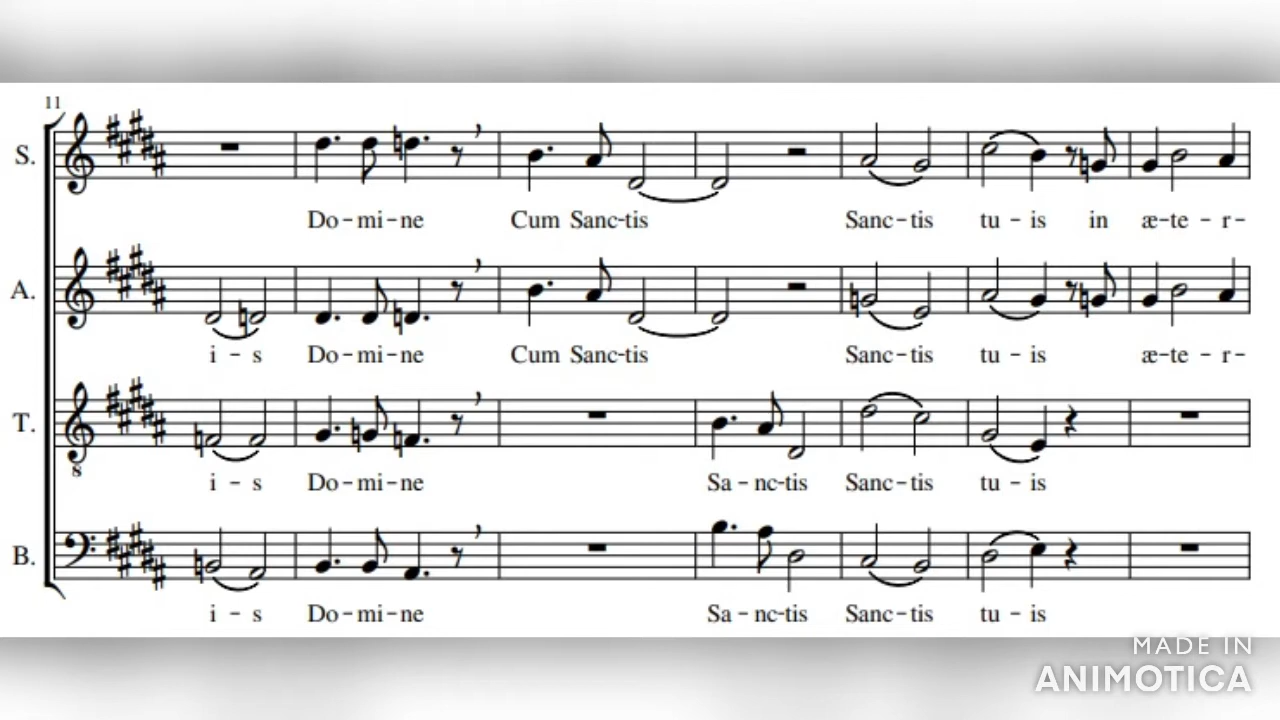 11
S.
Do-mi-ne Cum Sanc-tis Sanc-tis tu-is in æ-te-r-
A.
i-s Do-mi-ne Cum Sanc-tis Sanc-tis tu-is æ-te-r-
T.
8
i-s Do-mi-ne Sa-nc-tis Sanc-tis tu-is
B.
i-s Do-mi-ne Sa-nc-tis Sanc-tis tu-is
MADE IN
ANIMOTICA